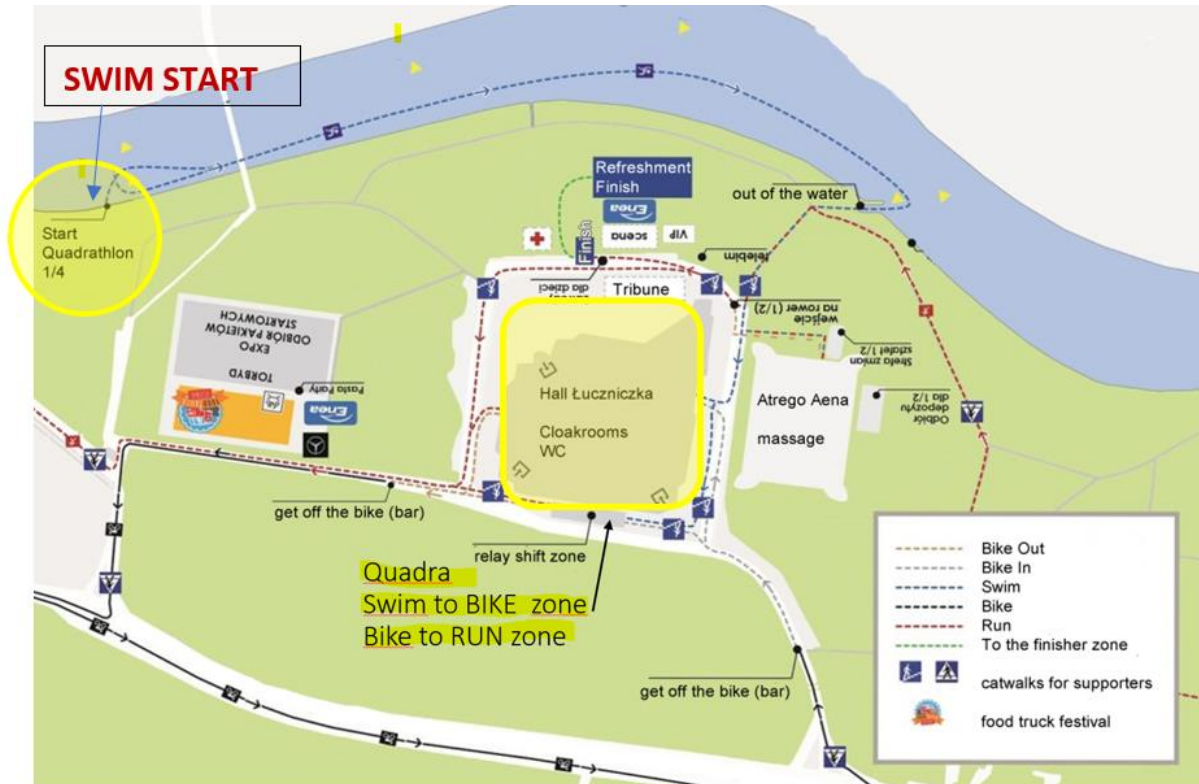 SWIM START
Start
Quadrathlon
1/4
Refreshment
Finish
Enea
scena
VIP
Finish
telebim
out of the water
dla dzieci
Tribune
wejście
na rower (1/2)
Strefa zmian
sztafet 1/2
Odbiór
depozytu
dla 1/2
EXPO
ODBIÓR PAKIETÓW
STARTOWYCH
TORBYD
Pasta Party
Enea
Hall Łuczniczka
Cloakrooms
WC
Atrego Aena
massage
get off the bike (bar)
relay shift zone
Quadra
Swim to BIKE zone
Bike to RUN zone
get off the bike (bar)
Bike Out
Bike In
Swim
Bike
Run
To the finisher zone
catwalks for supporters
food truck festival